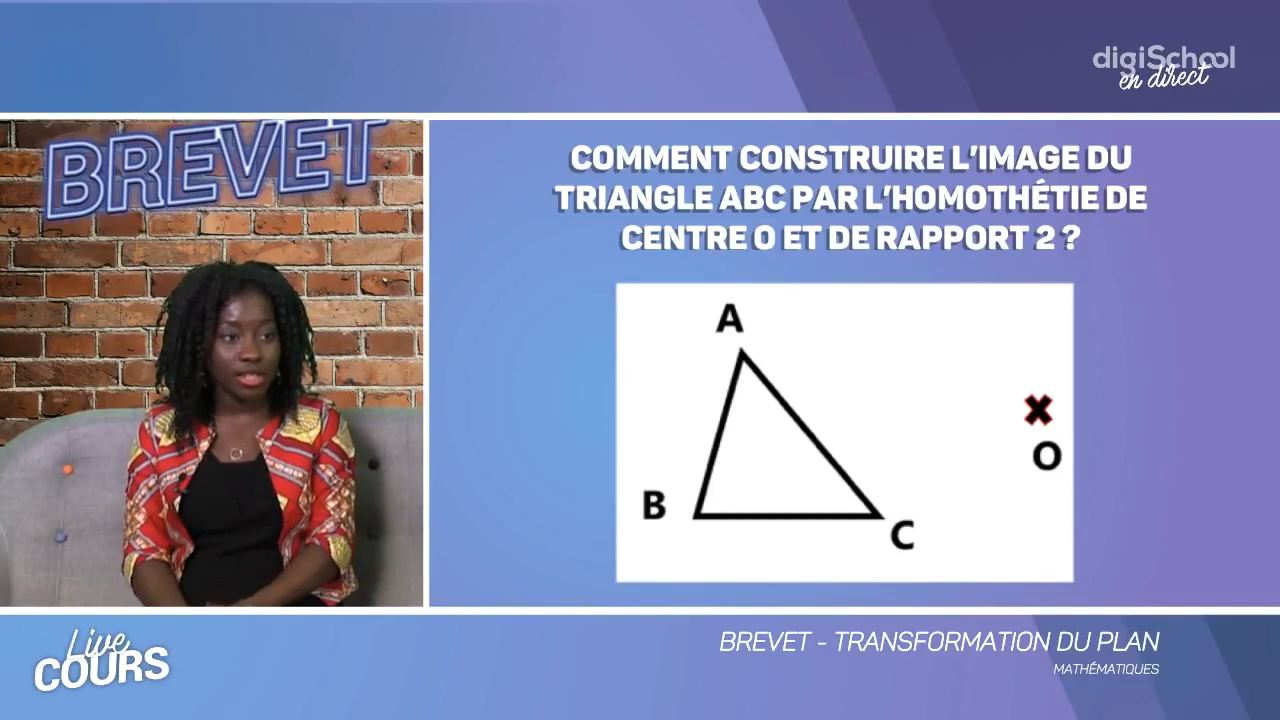 digiSchool
en direct
BREVET
COMMENT CONSTRUIRE L'IMAGE DU
TRIANGLE ABC PAR L'HOMOTHÉTIE DE
CENTRE O ET DE RAPPORT 2 ?
A
O
B
C
Live
COURS
BREVET - TRANSFORMATION DU PLAN
MATHÉMATIQUES